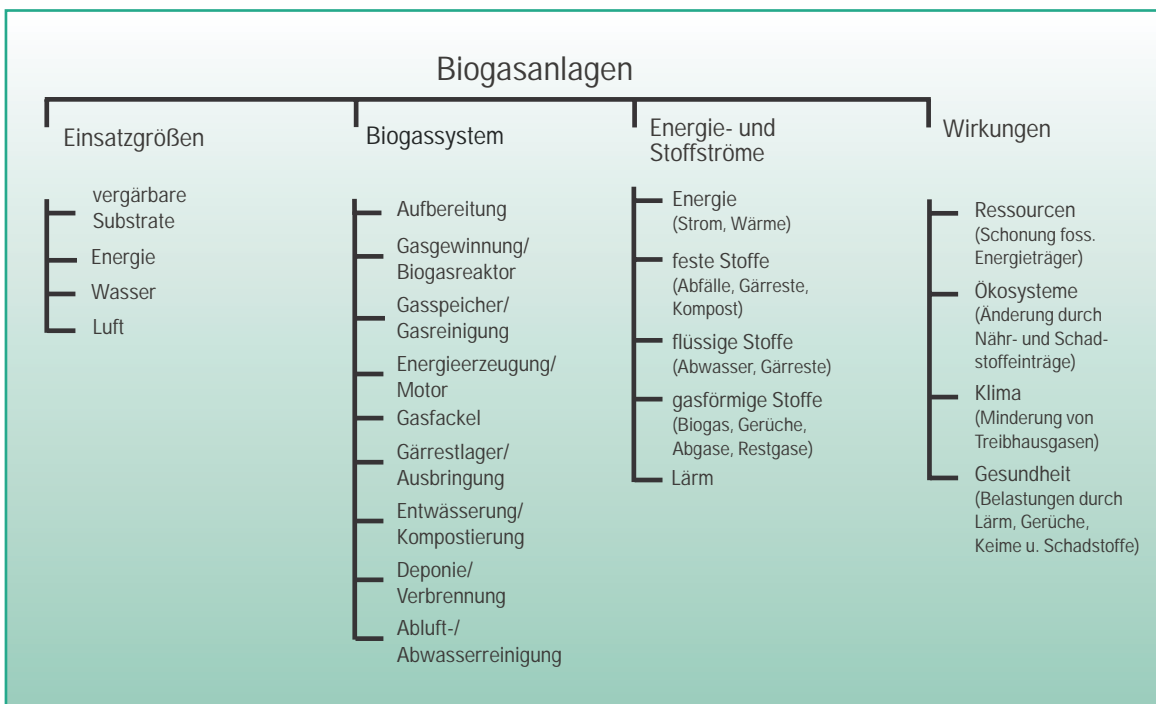 Biogasanlagen
Einsatzgrößen
vergärbare
Substrate
Energie
Wasser
Luft
Biogassystem
Aufbereitung
Gasgewinnung/
Biogasreaktor
Gasspeicher/
Gasreinigung
Energieerzeugung/
Motor
Gasfackel
Gärrestlager/
Ausbringung
Entwässerung/
Kompostierung
Deponie/
Verbrennung
Abluft-/
Abwasserreinigung
Energie- und
Stoffströme
Energie
(Strom, Wärme)
feste Stoffe
(Abfälle, Gärreste,
Kompost)
flüssige Stoffe
(Abwasser, Gärreste)
gasförmige Stoffe
(Biogas, Gerüche,
Abgase, Restgase)
Lärm
Wirkungen
Ressourcen
(Schonung foss.
Energieträger)
Ökosysteme
(Änderung durch
Nähr- und Schad-
stoffeinträge)
Klima
(Minderung von
Treibhausgasen)
Gesundheit
(Belastungen durch
Lärm, Gerüche,
Keime u. Schadstoffe)